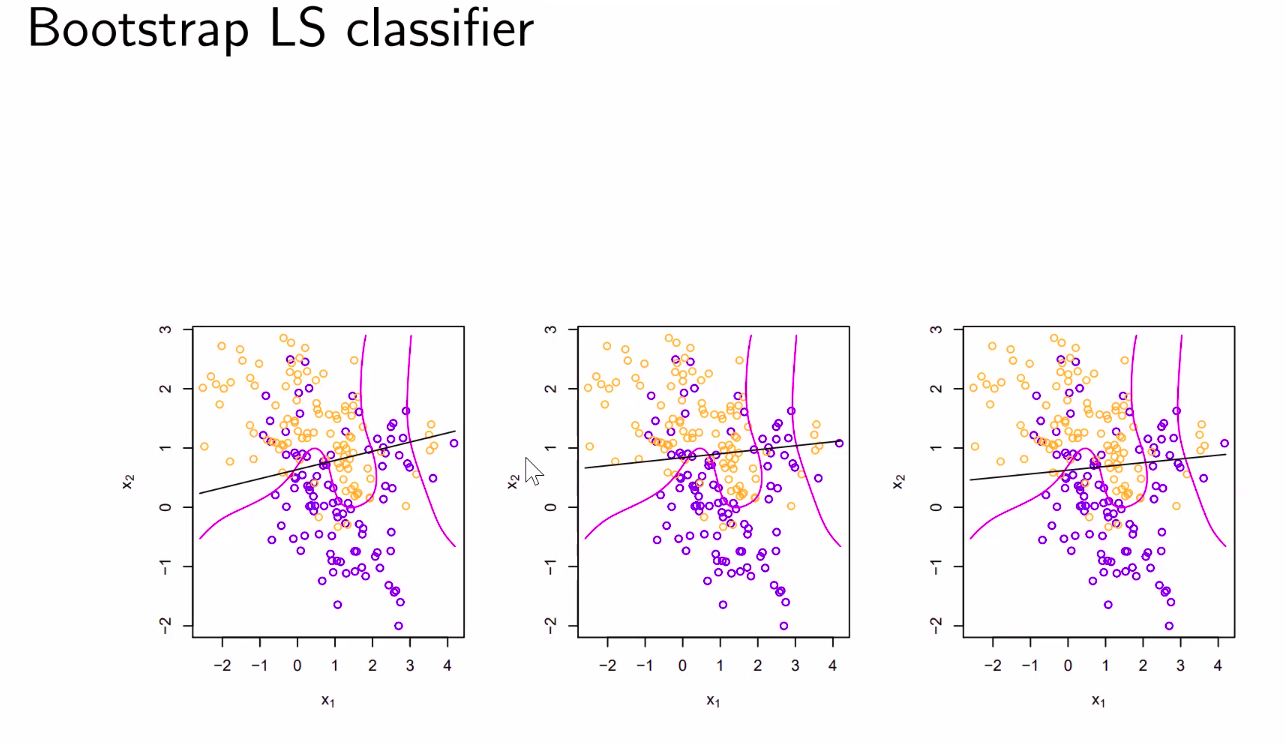 Bootstrap LS classifier
3 3 3
2 2 2
1 1 1
x₂ x₂ x₂
0 0 0
−1 −1 −1
−2 −2 −2
−2 −1 0 1 2 3 4 −2 −1 0 1 2 3 4 −2 −1 0 1 2 3 4
x₁ x₁ x₁